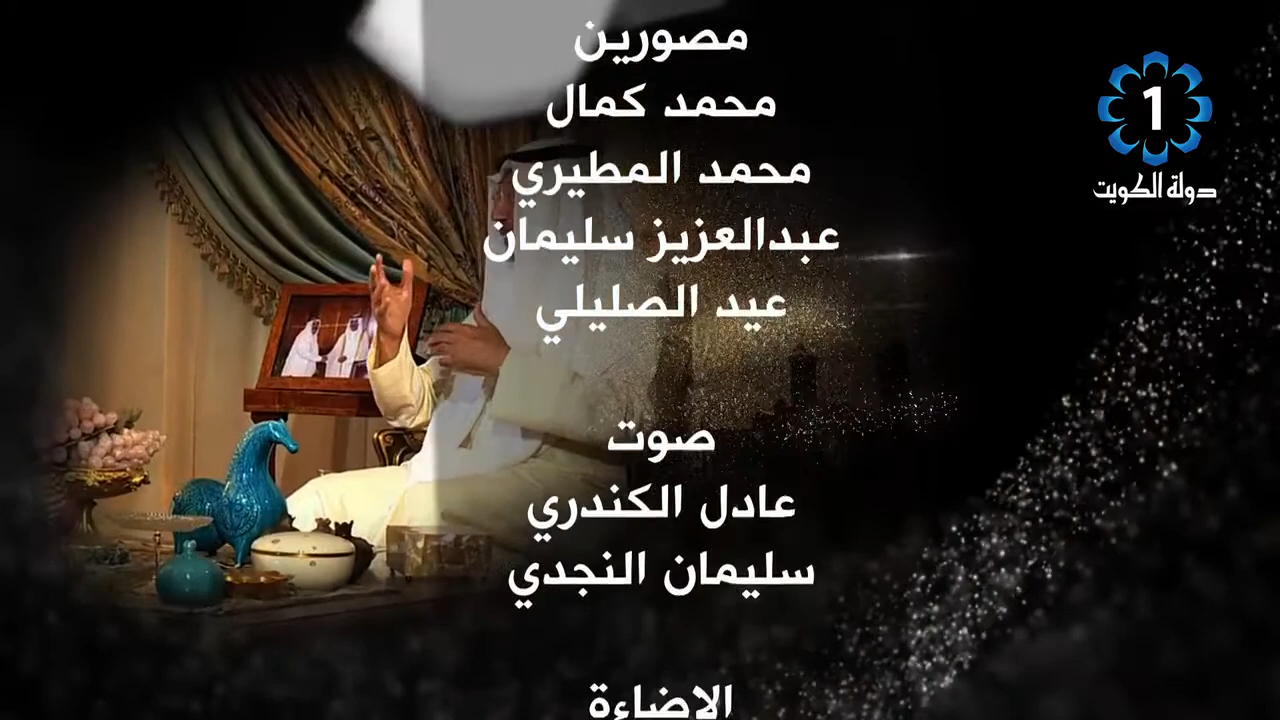 مصورين
محمد كمال
محمد المطيري
عبدالعزيز سليمان
عيد الصليلي
صوت
عادل الكندري
سليمان النجدي
الاضاءة
1
دولة الكويت